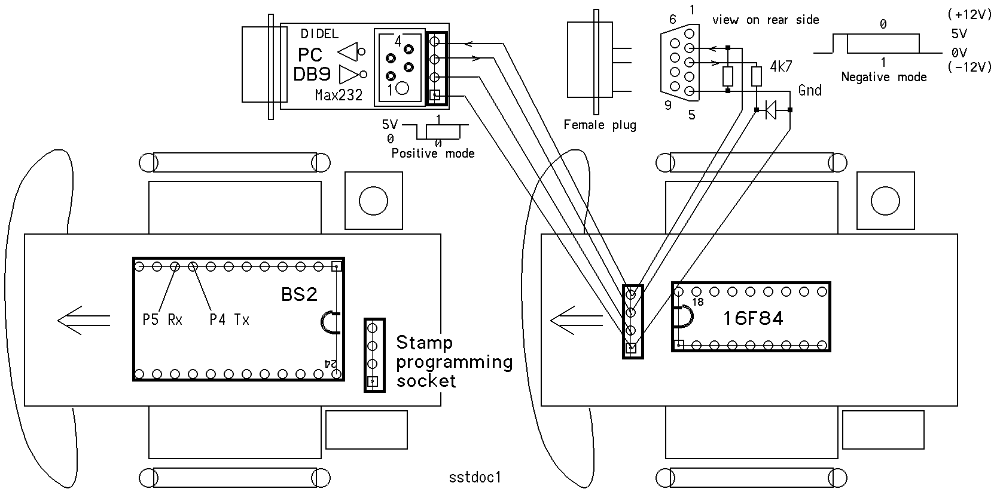 DIDEL
PC
DB9
Max232
4
1
5V
0
1
0
Positive mode
1
6
view on rear side
9
5
4k7
Gnd
Female plug
0
1
Negative mode
(+12V)
5V
0V
(-12V)
BS2
P5 Rx
P4 Tx
24
Stamp
programming
socket
18
16F84
sstdoc1